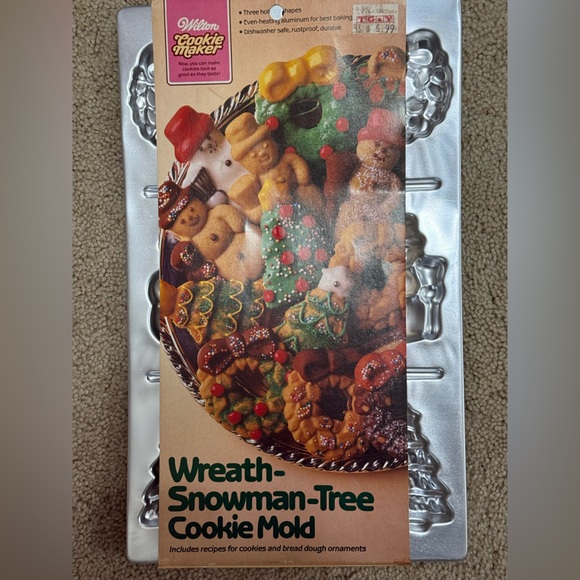 Wilton
Cookie
Maker
Now, you can make
cookies look as
good as they taste!
• Three ho shapes
• Even-heating aluminum for best baking
• Dishwasher safe, rustproof, durable
TG&Y
5.99
Wreath-
Snowman-Tree
Cookie Mold
Includes recipes for cookies and bread dough ornaments